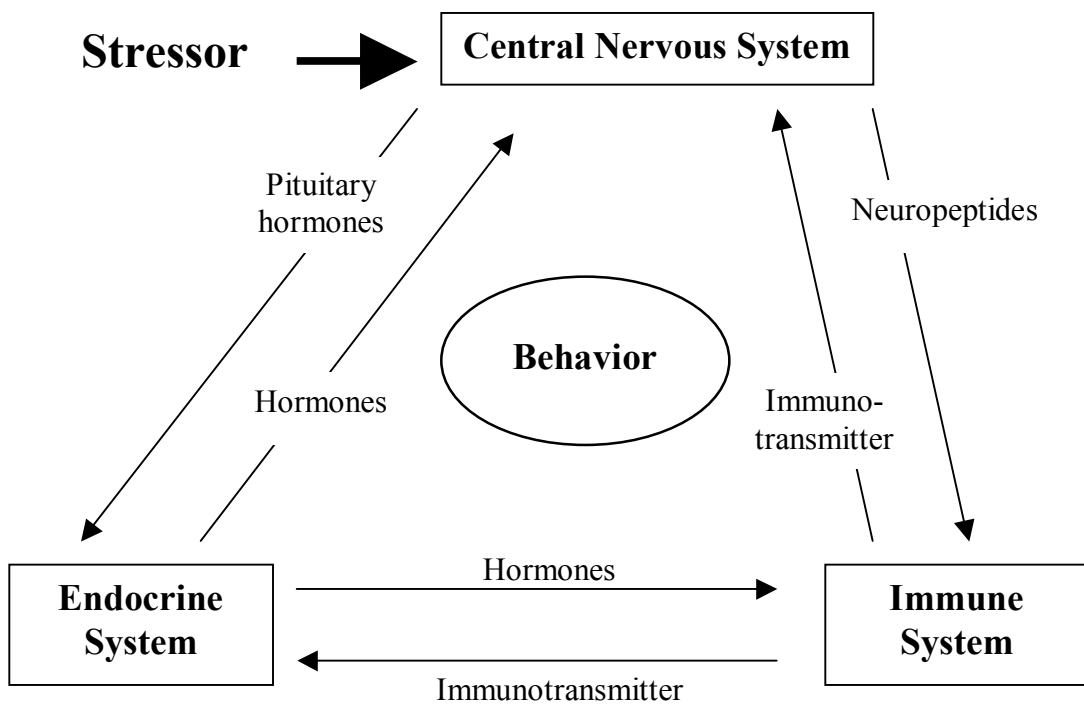 Stressor
Central Nervous System
Pituitary
hormones
Neuropeptides
Behavior
Hormones
Immuno-
transmitter
Hormones
Endocrine
System
Immune
System
Immunotransmitter